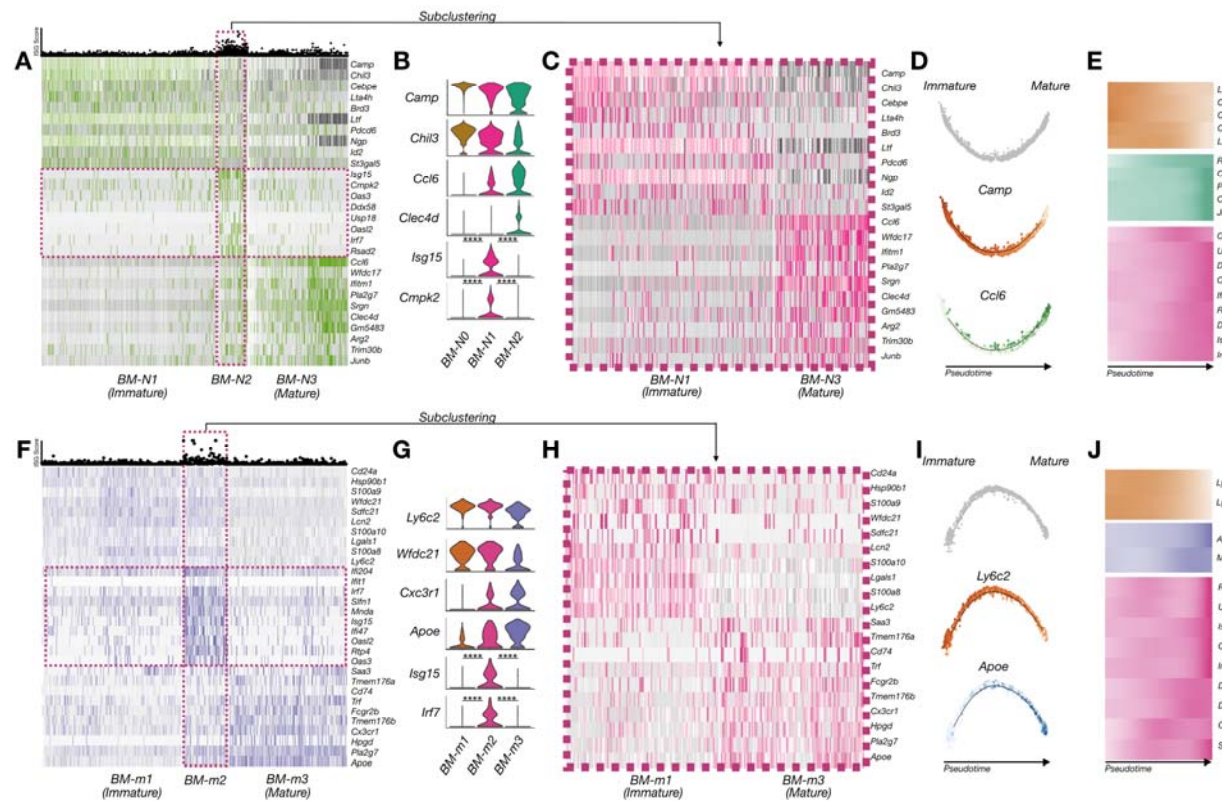 Subclustering
A
ISG Score
Camp
Chil3
Cebpe
Lta4h
Brd3
Ltf
Pdcd6
Ngp
Id2
St3gal5
Isg15
Cmpk2
Oas3
Ddx58
Usp18
Oasl2
Irf7
Rsad2
Ccl6
Wfdc17
Ifitm1
Pla2g7
Srgn
Clec4d
Gm5483
Arg2
Trim30b
Junb
BM-N1
(Immature)
BM-N2
BM-N3
(Mature)
B
Camp
Chil3
Ccl6
Clec4d
**** ****
Isg15
**** ****
Cmpk2
BM-N0
BM-N1
BM-N2
C
Camp
Chil3
Cebpe
Lta4h
Brd3
Ltf
Pdcd6
Ngp
Id2
St3gal5
Ccl6
Wfdc17
Ifitm1
Pla2g7
Srgn
Clec4d
Gm5483
Arg2
Trim30b
Junb
BM-N1
(Immature)
BM-N3
(Mature)
D
Immature Mature
Camp
Ccl6
Pseudotime
E
Pseudotime
Subclustering
F
ISG Score
Cd24a
Hsp90b1
S100a9
Wfdc21
Sdfc21
Lcn2
S100a10
Lgals1
S100a8
Ly6c2
Ifi204
Ifit1
Irf7
Slfn1
Mnda
Isg15
Ifi47
Oasl2
Rtp4
Oas3
Saa3
Tmem176a
Cd74
Trf
Fcgr2b
Tmem176b
Cx3cr1
Hpgd
Pla2g7
Apoe
BM-m1
(Immature)
BM-m2
BM-m3
(Mature)
G
Ly6c2
Wfdc21
Cxc3r1
Apoe
**** ****
Isg15
**** ****
Irf7
BM-m1
BM-m2
BM-m3
H
Cd24a
Hsp90b1
S100a9
Wfdc21
Sdfc21
Lcn2
S100a10
Lgals1
S100a8
Ly6c2
Saa3
Tmem176a
Cd74
Trf
Fcgr2b
Tmem176b
Cx3cr1
Hpgd
Pla2g7
Apoe
BM-m1
(Immature)
BM-m3
(Mature)
I
Immature Mature
Ly6c2
Apoe
Pseudotime
J
Pseudotime